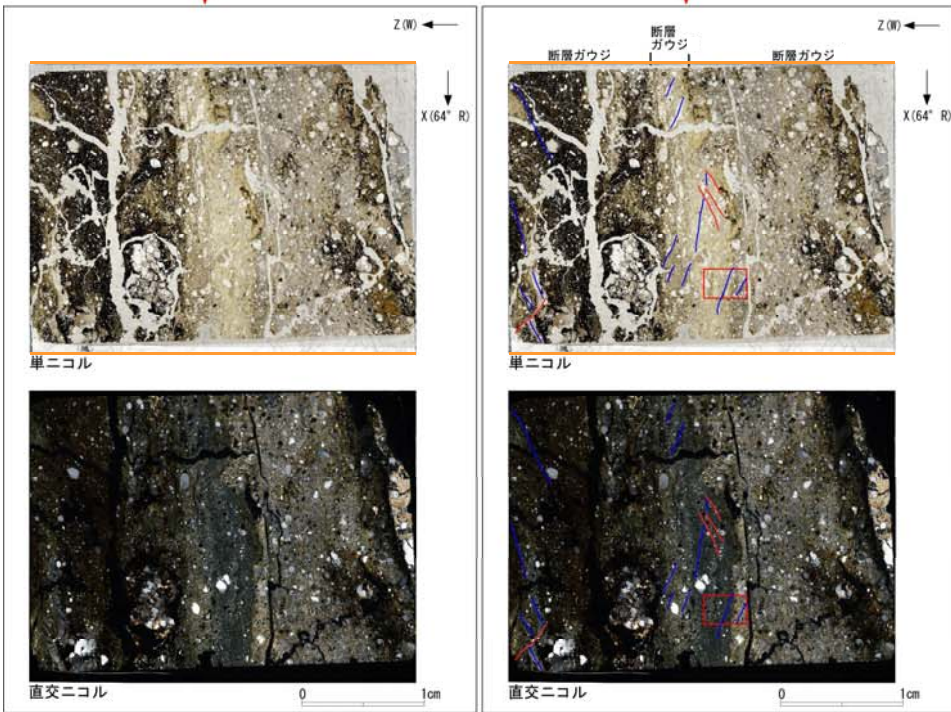 Z(W)
X(64° R)
単ニコル
直交ニコル
0 1cm
Z(W)
断層
ガウジ
断層ガウジ
断層ガウジ
X(64° R)
単ニコル
直交ニコル
0 1cm